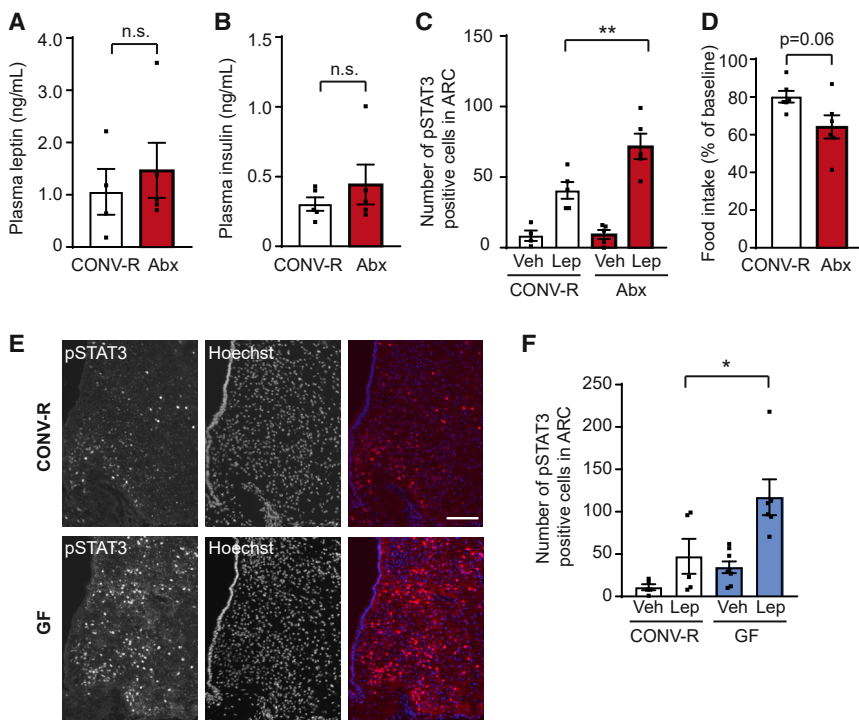 A
Plasma leptin (ng/mL)
4.0
3.0
2.0
1.0
0
n.s.
CONV-R Abx
B
Plasma insulin (ng/mL)
1.5
1.0
0.5
0
n.s.
CONV-R Abx
C
Number of pSTAT3
positive cells in ARC
150
100
50
0
**
Veh Lep Veh Lep
CONV-R Abx
D
Food intake (% of baseline)
100
80
60
40
20
0
p=0.06
CONV-R Abx
E
pSTAT3 Hoechst
CONV-R
pSTAT3 Hoechst
GF
F
Number of pSTAT3
positive cells in ARC
250
200
150
100
50
0
*
Veh Lep Veh Lep
CONV-R GF